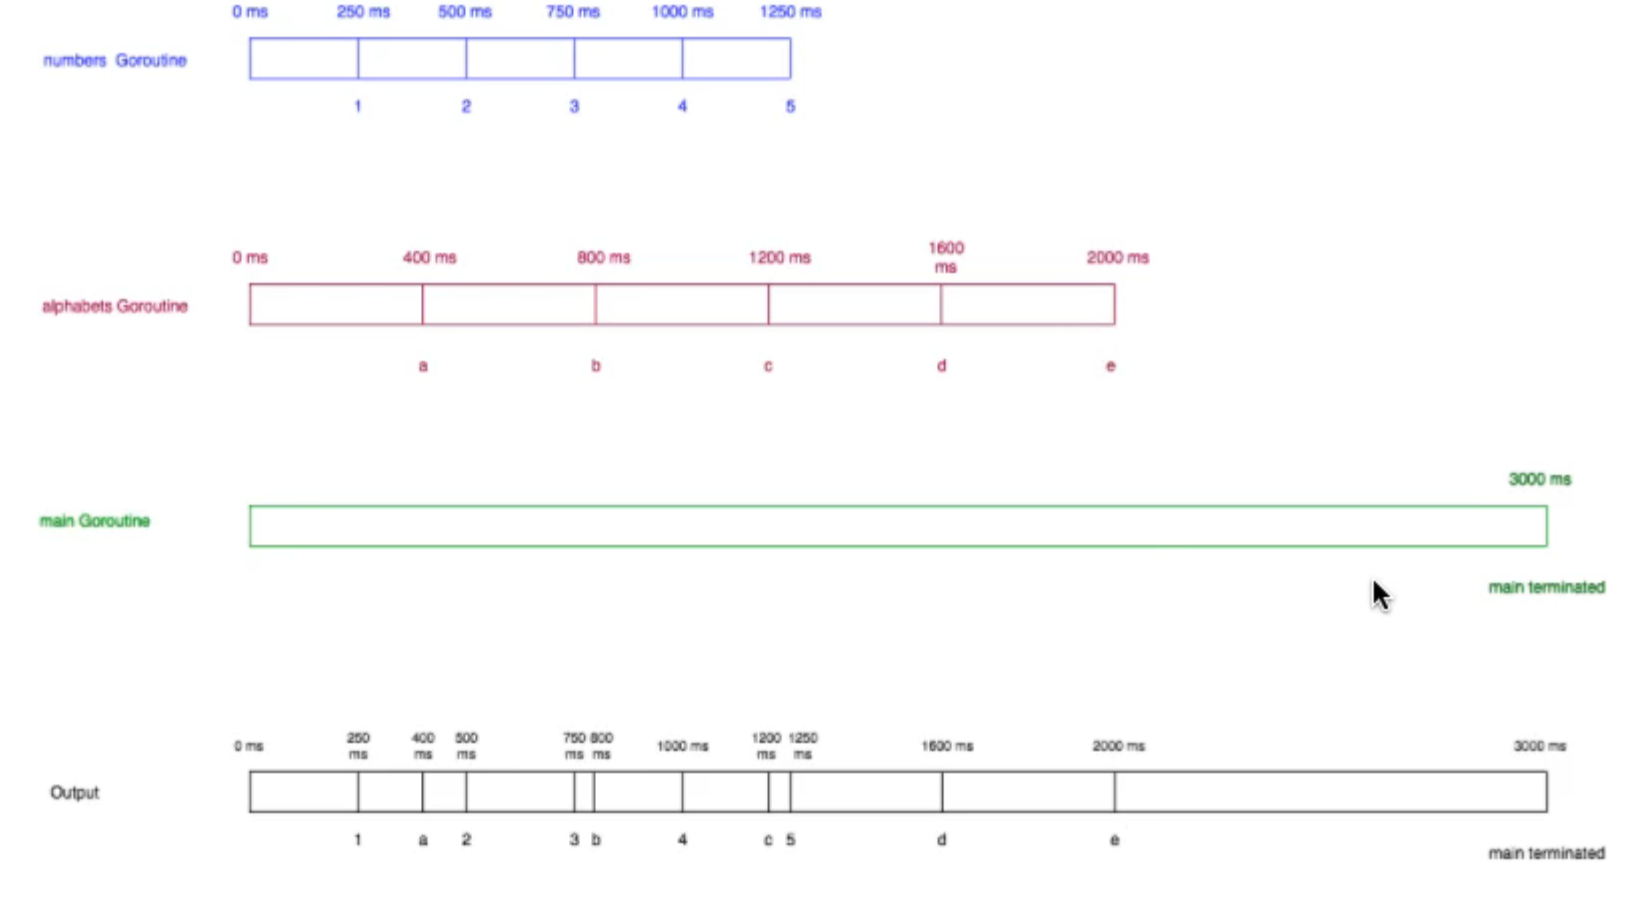 0 ms 250 ms 500 ms 750 ms 1000 ms 1250 ms
numbers Goroutine
1 2 3 4 5
0 ms 400 ms 800 ms 1200 ms 1600 ms 2000 ms
alphabets Goroutine
a b c d e
3000 ms
main Goroutine
main terminated
0 ms 250 ms 400 ms 500 ms 750 ms 800 ms 1000 ms 1200 ms 1250 ms 1600 ms 2000 ms 3000 ms
Output
1 a 2 3 b 4 c 5 d e
main terminated